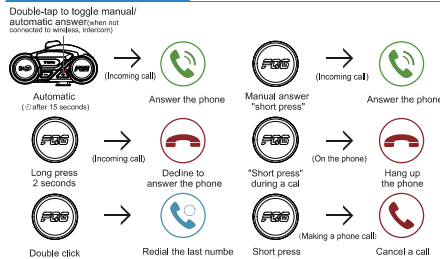 Double-tap to toggle manual/
automatic answer(when not
connected to wireless, intercom)
(Incoming call)
(Incoming call)
Automatic
(after 15 seconds)
Answer the phone
Manual answer
"short press"
Answer the phone
(Incoming call)
(On the phone)
Long press
2 seconds
Decline to
answer the phone
"Short press"
during a cal
Hang up
the phone
(Making a phone call)
Double click
Redial the last numbe
Short press
Cancel a call